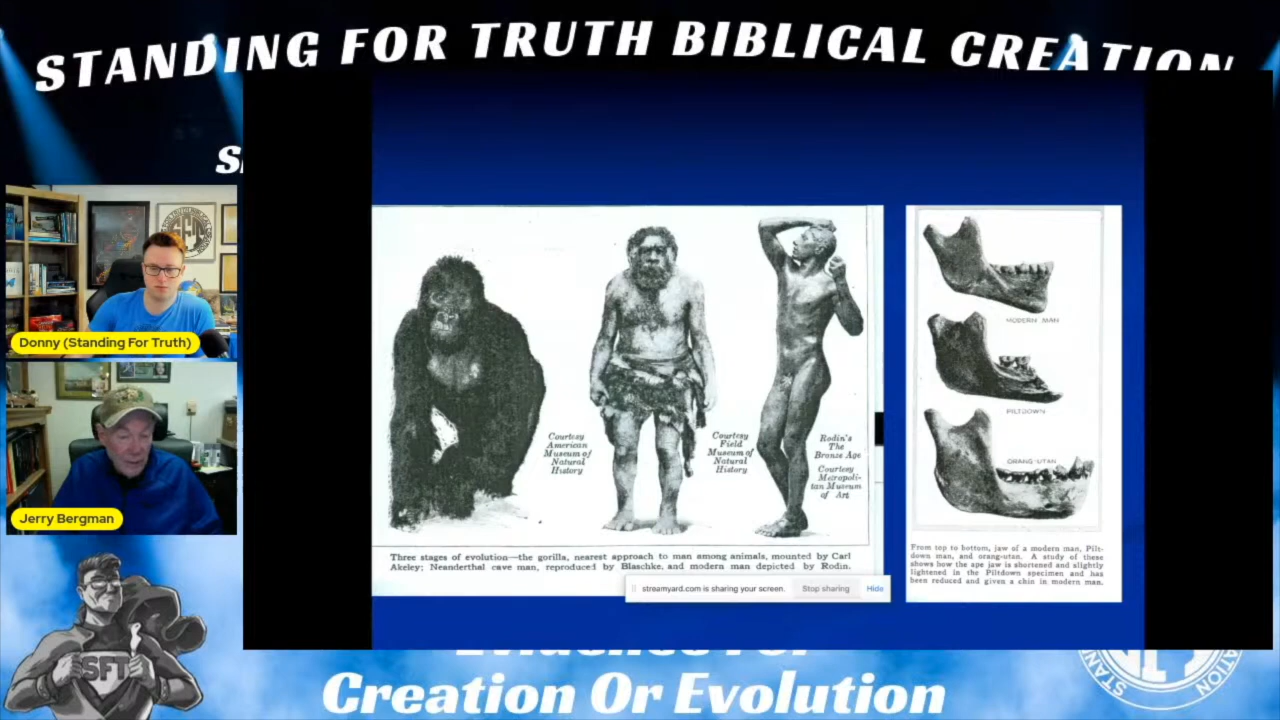 STANDING FOR TRUTH BIBLICAL CREATION
Donny (Standing For Truth)
Jerry Bergman
SFT
Courtesy
American
Museum of
Natural
History
Courtesy
Field
Museum of
Natural
History
Rodin's
The
Bronze Age
Courtesy
Metropoli-
tan Museum
of Art
Three stages of evolution—the gorilla, nearest approach to man among animals, mounted by Carl
Akeley; Neanderthal cave man, reproduced by Blaschke, and modern man depicted by Rodin.
MODERN MAN
PILTDOWN
ORANG-UTAN
From top to bottom, jaw of a modern man, Pilt-
down man, and orang-utan. A study of these
shows how the ape jaw is shortened and slightly
lightened in the Piltdown specimen and has
been reduced and given a chin in modern man.
streamyard.com is sharing your screen.
Stop sharing
Hide
Creation Or Evolution